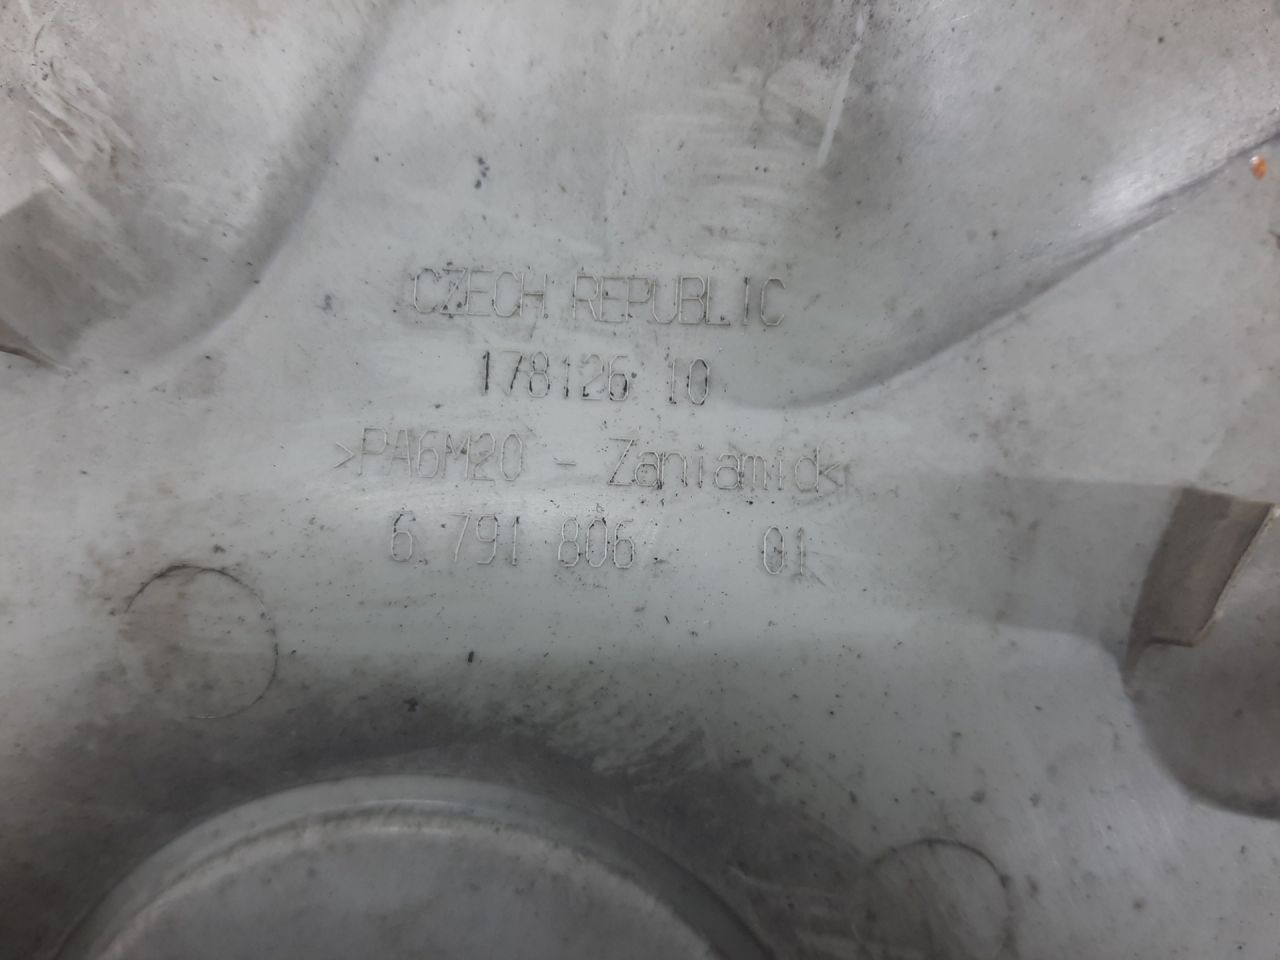 CZECH REPUBLIC
178126 10
>PA6M20 - Zaniamid<
6 791 806 01